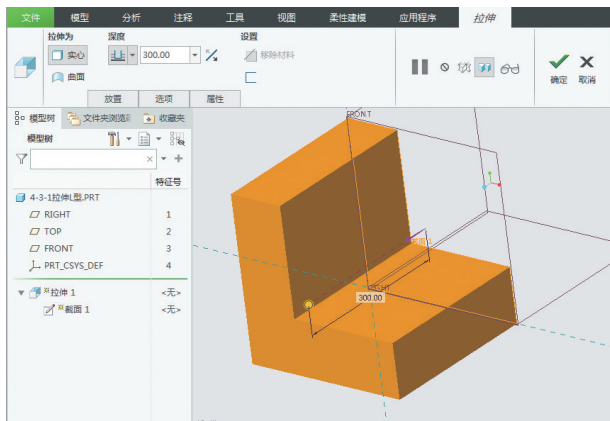 文件 模型 分析 注释 工具 视图 柔性建模 应用程序 拉伸
拉伸为 深度 设置
实心 300.00 移除材料
曲面
确定 取消
放置 选项 属性
模型树 文件夹浏览 收藏夹
模型树
特征号
4-3-1拉伸L型.PRT
RIGHT 1
TOP 2
FRONT 3
PRT_CSYS_DEF 4
拉伸 1 <无>
截面 1 <无>
FRONT
截面 1
RIGHT
300.00